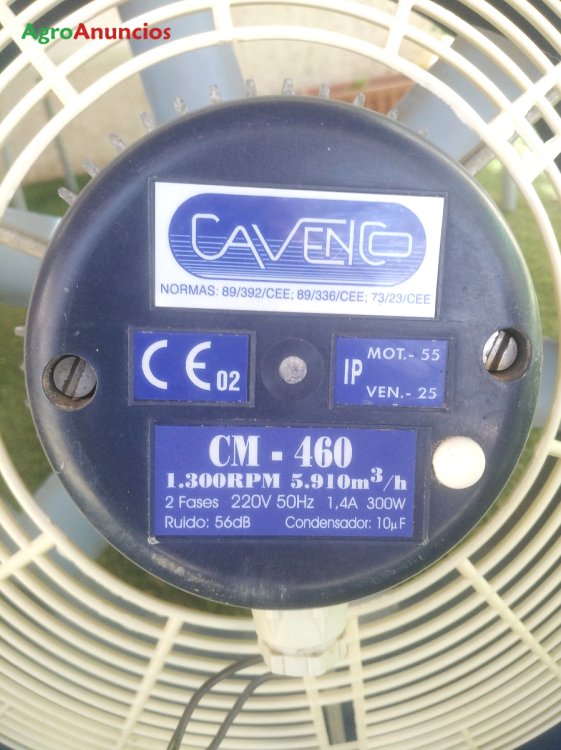 AgroAnuncios
CAVENCO
NORMAS: 89/392/CEE; 89/336/CEE; 73/23/CEE
CE 02
IP MOT.- 55
VEN.- 25
CM - 460
1.300RPM 5.910m³/h
2 Fases 220V 50Hz 1,4A 300W
Ruido: 56dB Condensador: 10µF